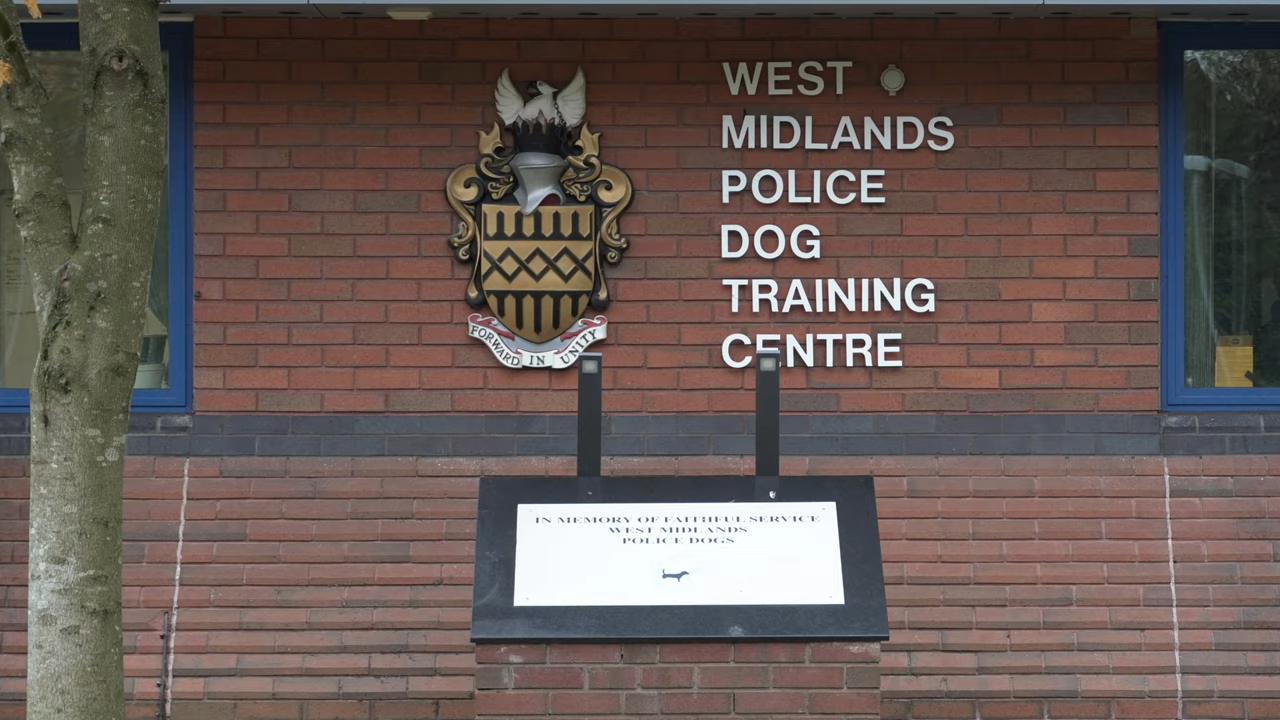 WEST
MIDLANDS
POLICE
DOG
TRAINING
CENTRE
FORWARD IN UNITY
IN MEMORY OF FAITHFUL SERVICE
WEST MIDLANDS
POLICE DOGS